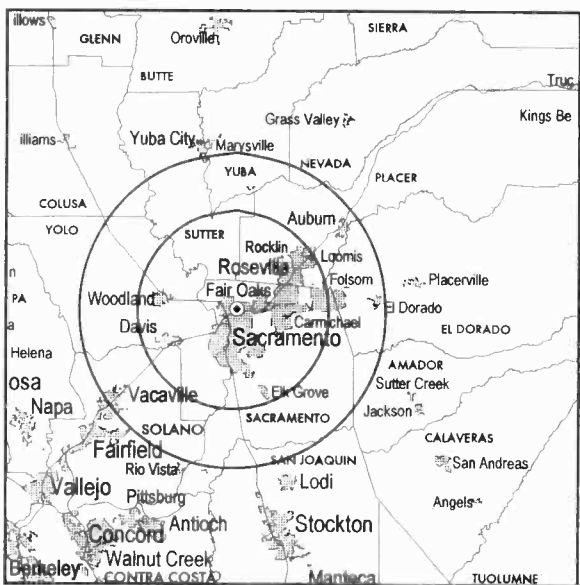 illows
GLENN
Oroville
SIERRA
BUTTE
Truc
Kings Be
Grass Valley
illiams
Yuba City
Marysville
NEVADA
YUBA
PLACER
COLUSA
YOLO
Auburn
SUTTER
Rocklin
Loomis
n
Roseville
Folsom
Placerville
PA
Woodland
Fair Oaks
El Dorado
a
Davis
Carmichael
EL DORADO
Sacramento
Helena
AMADOR
osa
Vacaville
Elk Grove
Sutter Creek
Napa
SACRAMENTO
Jackson
SOLANO
CALAVERAS
Fairfield
Rio Vista
SAN JOAQUIN
San Andreas
Vallejo
Lodi
Pittsburg
Angels
Concord
Antioch
Stockton
Walnut Creek
Berkeley
CONTRA COSTA
Manteca
TUOLUMNE